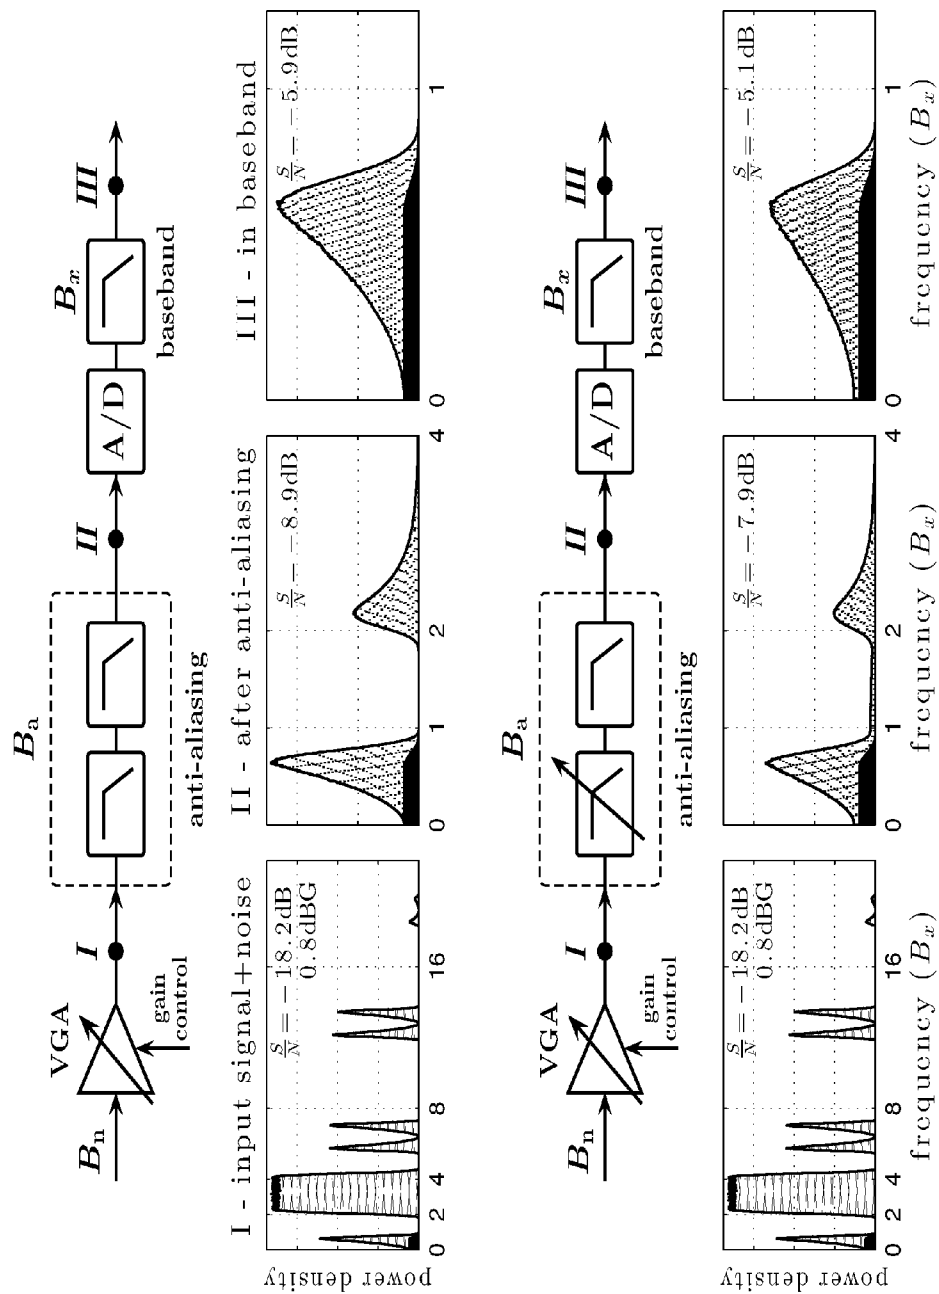 B_n
VGA
gain
control
I
B_a
anti-aliasing
II
A/D
B_x
baseband
III
I - input signal+noise
II - after anti-aliasing
III - in baseband
power density
S/N = -18.2dB
0.8dBG
0 2 4 8 16
S/N = -8.9dB
0 1 2 4
S/N = -5.9dB
0 1
B_n
VGA
gain
control
I
B_a
anti-aliasing
II
A/D
B_x
baseband
III
power density
S/N = -18.2dB
0.8dBG
0 2 4 8 16
frequency (B_x)
S/N = -7.9dB
0 1 2 4
frequency (B_x)
S/N = -5.1dB
0 1
frequency (B_x)